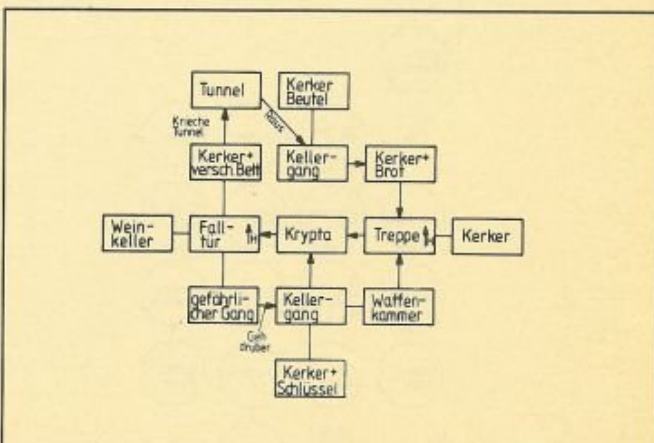 Tunnel
Kerker
Beutel
Krieche
Tunnel
Raus
Kerker+
versch.Bett
Keller-
gang
Kerker+
Brot
Wein-
keller
Fall-
tür
H
Krypta
Treppe
H
Kerker
gefährli-
cher Gang
Keller-
gang
Waffen-
kammer
Geh
drüber
Kerker+
Schlüssel